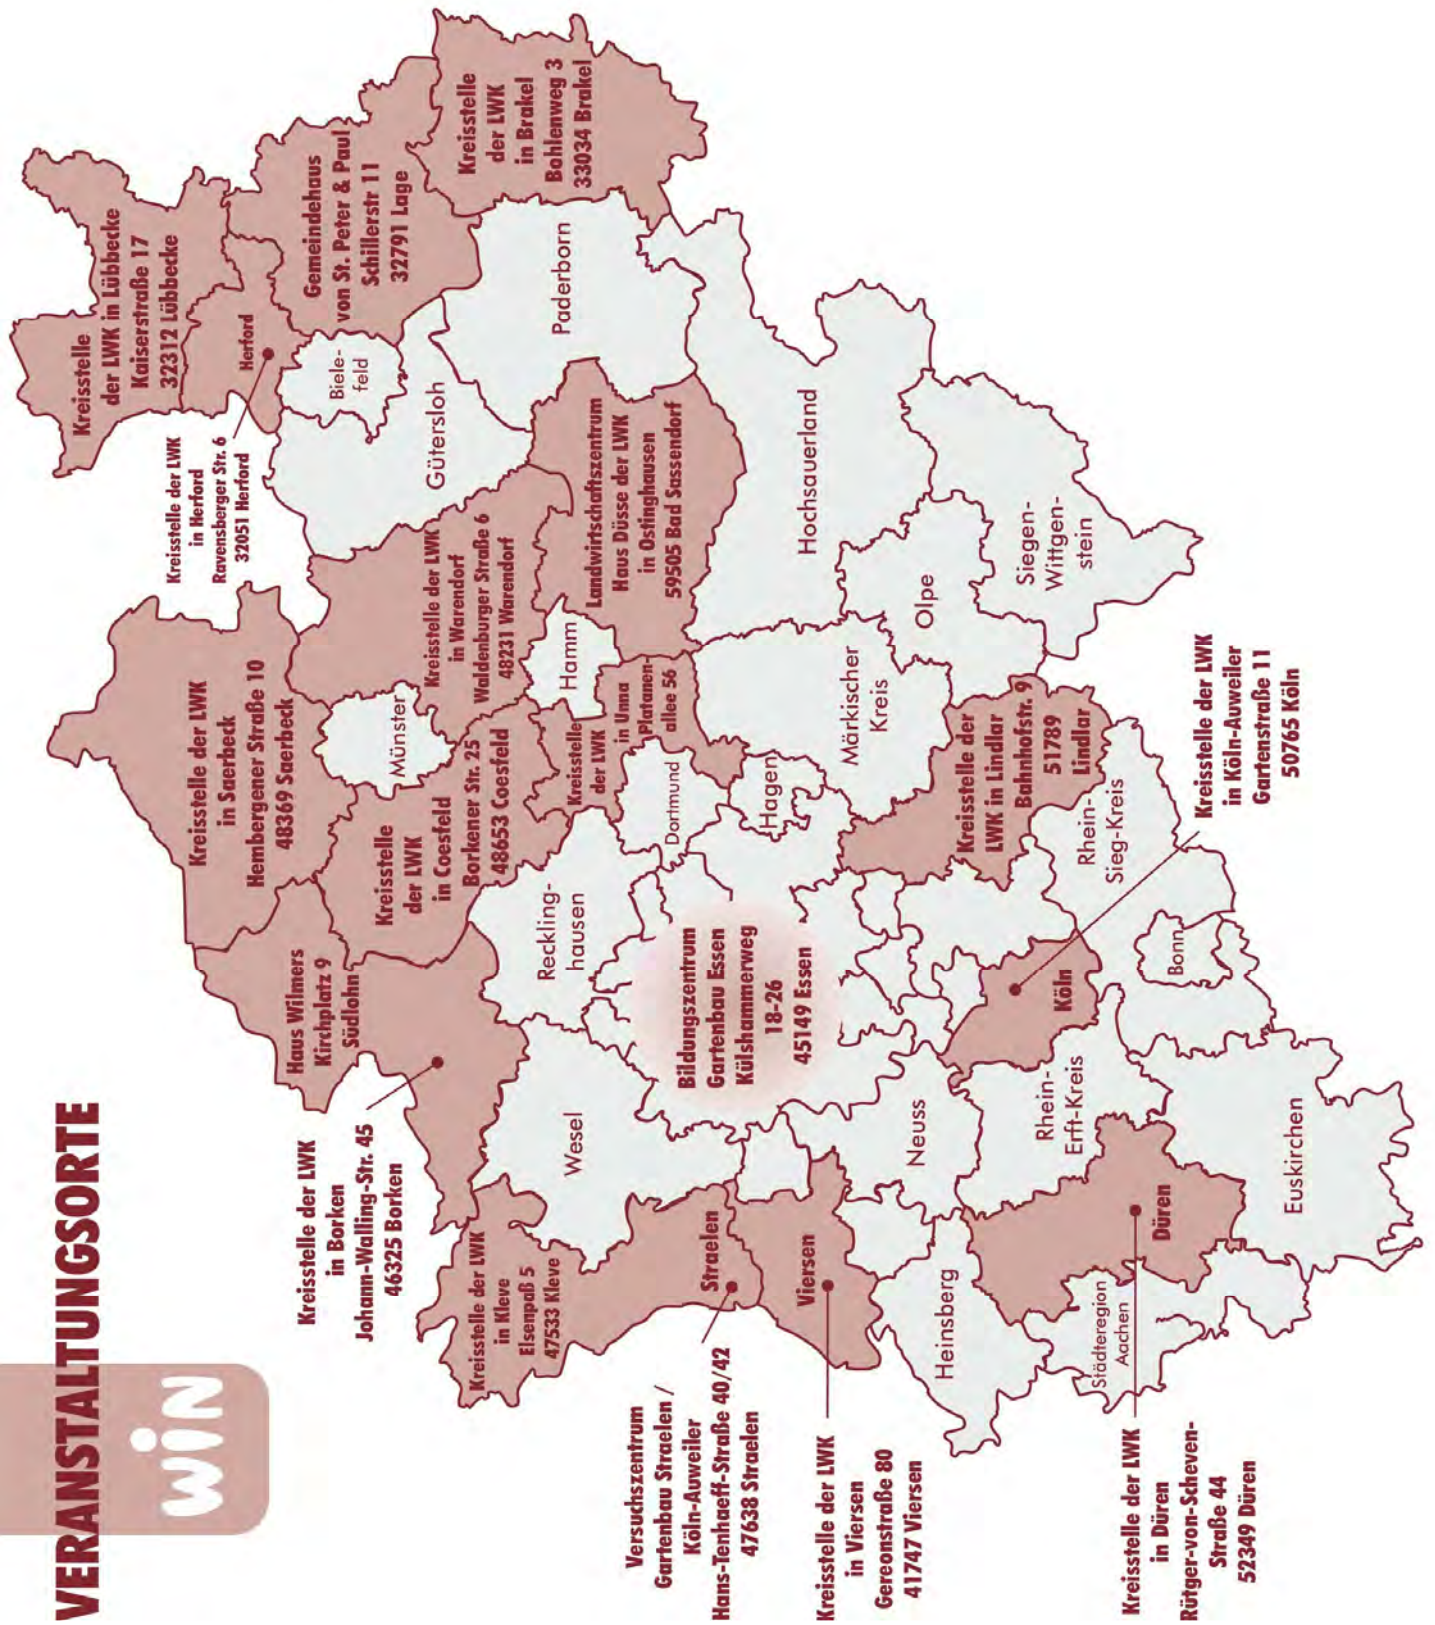 VERANSTALTUNGSORTE
WiN
Kreisstelle
der LWK in Lübbecke
Kaiserstraße 17
32312 Lübbecke
Kreisstelle der LWK
in Herford
Ravensberger Str. 6
32051 Herford
Herford
Gemeindehaus
von St. Peter & Paul
Schillerstr 11
32791 Lage
Kreisstelle
der LWK
in Brakel
Bohlenweg 3
33034 Brakel
Biele-
feld
Gütersloh
Paderborn
Kreisstelle der LWK
in Saerbeck
Hembergener Straße 10
48369 Saerbeck
Münster
Kreisstelle der LWK
in Warendorf
Waldenburger Straße 6
48231 Warendorf
Landwirtschaftszentrum
Haus Düsse der LWK
in Ostinghausen
59505 Bad Sassendorf
Hamm
Kreisstelle
der LWK
in Unna
Platanen-
allee 56
Haus Wilmers
Kirchplatz 9
Südlohn
Kreisstelle
der LWK
in Coesfeld
Borkener Str. 25
48653 Coesfeld
Kreisstelle der LWK
in Borken
Johann-Walling-Str. 45
46325 Borken
Reckling-
hausen
Dortmund
Hagen
Märkischer
Kreis
Hochsauerland
Olpe
Siegen-
Wittgen-
stein
Kreisstelle der LWK
in Kleve
Elsenpaß 5
47533 Kleve
Wesel
Bildungszentrum
Gartenbau Essen
Külshammerweg
18-26
45149 Essen
Kreisstelle der
LWK in Lindlar
Bahnhofstr. 9
51789
Lindlar
Rhein-
Sieg-Kreis
Kreisstelle der LWK
in Köln-Auweiler
Gartenstraße 11
50765 Köln
Köln
Bonn
Straelen
Versuchszentrum
Gartenbau Straelen /
Köln-Auweiler
Hans-Tenhaeff-Straße 40/42
47638 Straelen
Viersen
Kreisstelle der LWK
in Viersen
Gereonstraße 80
41747 Viersen
Neuss
Rhein-
Erft-Kreis
Heinsberg
Düren
Städteregion
Aachen
Euskirchen
Kreisstelle der LWK
in Düren
Rütger-von-Scheven-
Straße 44
52349 Düren